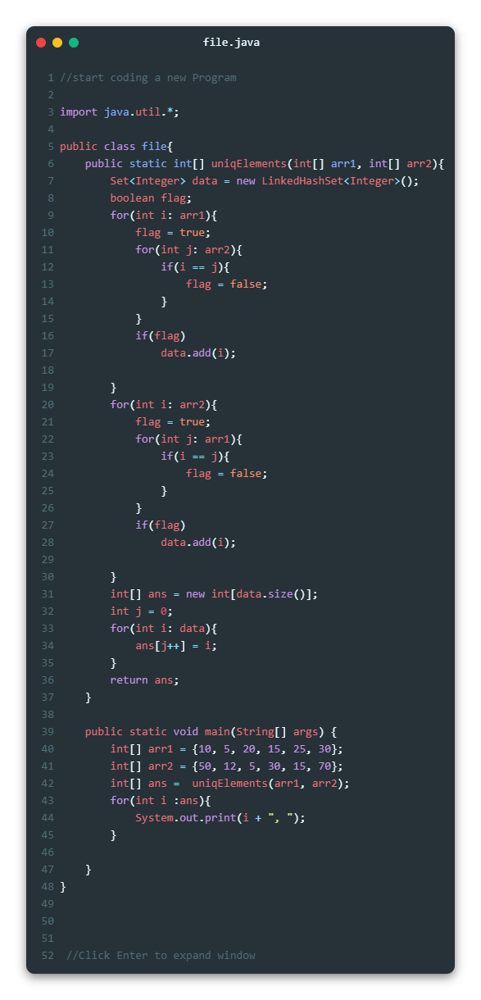 file.java
1 //start coding a new Program
2
3 import java.util.*;
4
5 public class file{
6     public static int[] uniqElements(int[] arr1, int[] arr2){
7         Set<Integer> data = new LinkedHashSet<Integer>();
8         boolean flag;
9         for(int i: arr1){
10             flag = true;
11             for(int j: arr2){
12                 if(i == j){
13                     flag = false;
14                 }
15             }
16             if(flag)
17                 data.add(i);
18
19         }
20         for(int i: arr2){
21             flag = true;
22             for(int j: arr1){
23                 if(i == j){
24                     flag = false;
25                 }
26             }
27             if(flag)
28                 data.add(i);
29
30         }
31         int[] ans = new int[data.size()];
32         int j = 0;
33         for(int i: data){
34             ans[j++] = i;
35         }
36         return ans;
37     }
38
39     public static void main(String[] args) {
40         int[] arr1 = {10, 5, 20, 15, 25, 30};
41         int[] arr2 = {50, 12, 5, 30, 15, 70};
42         int[] ans =  uniqElements(arr1, arr2);
43         for(int i :ans){
44             System.out.print(i + ", ");
45         }
46
47     }
48 }
49
50
51
52  //Click Enter to expand window